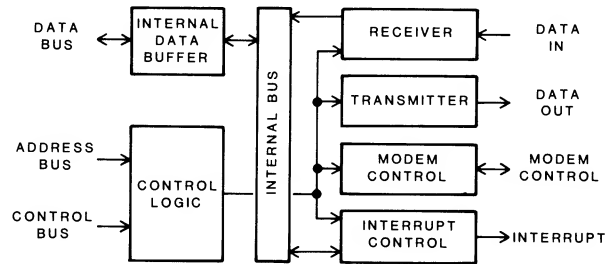 DATA
BUS
INTERNAL
DATA
BUFFER
INTERNAL BUS
RECEIVER
DATA
IN
TRANSMITTER
DATA
OUT
ADDRESS
BUS
CONTROL
LOGIC
CONTROL
BUS
MODEM
CONTROL
MODEM
CONTROL
INTERRUPT
CONTROL
INTERRUPT